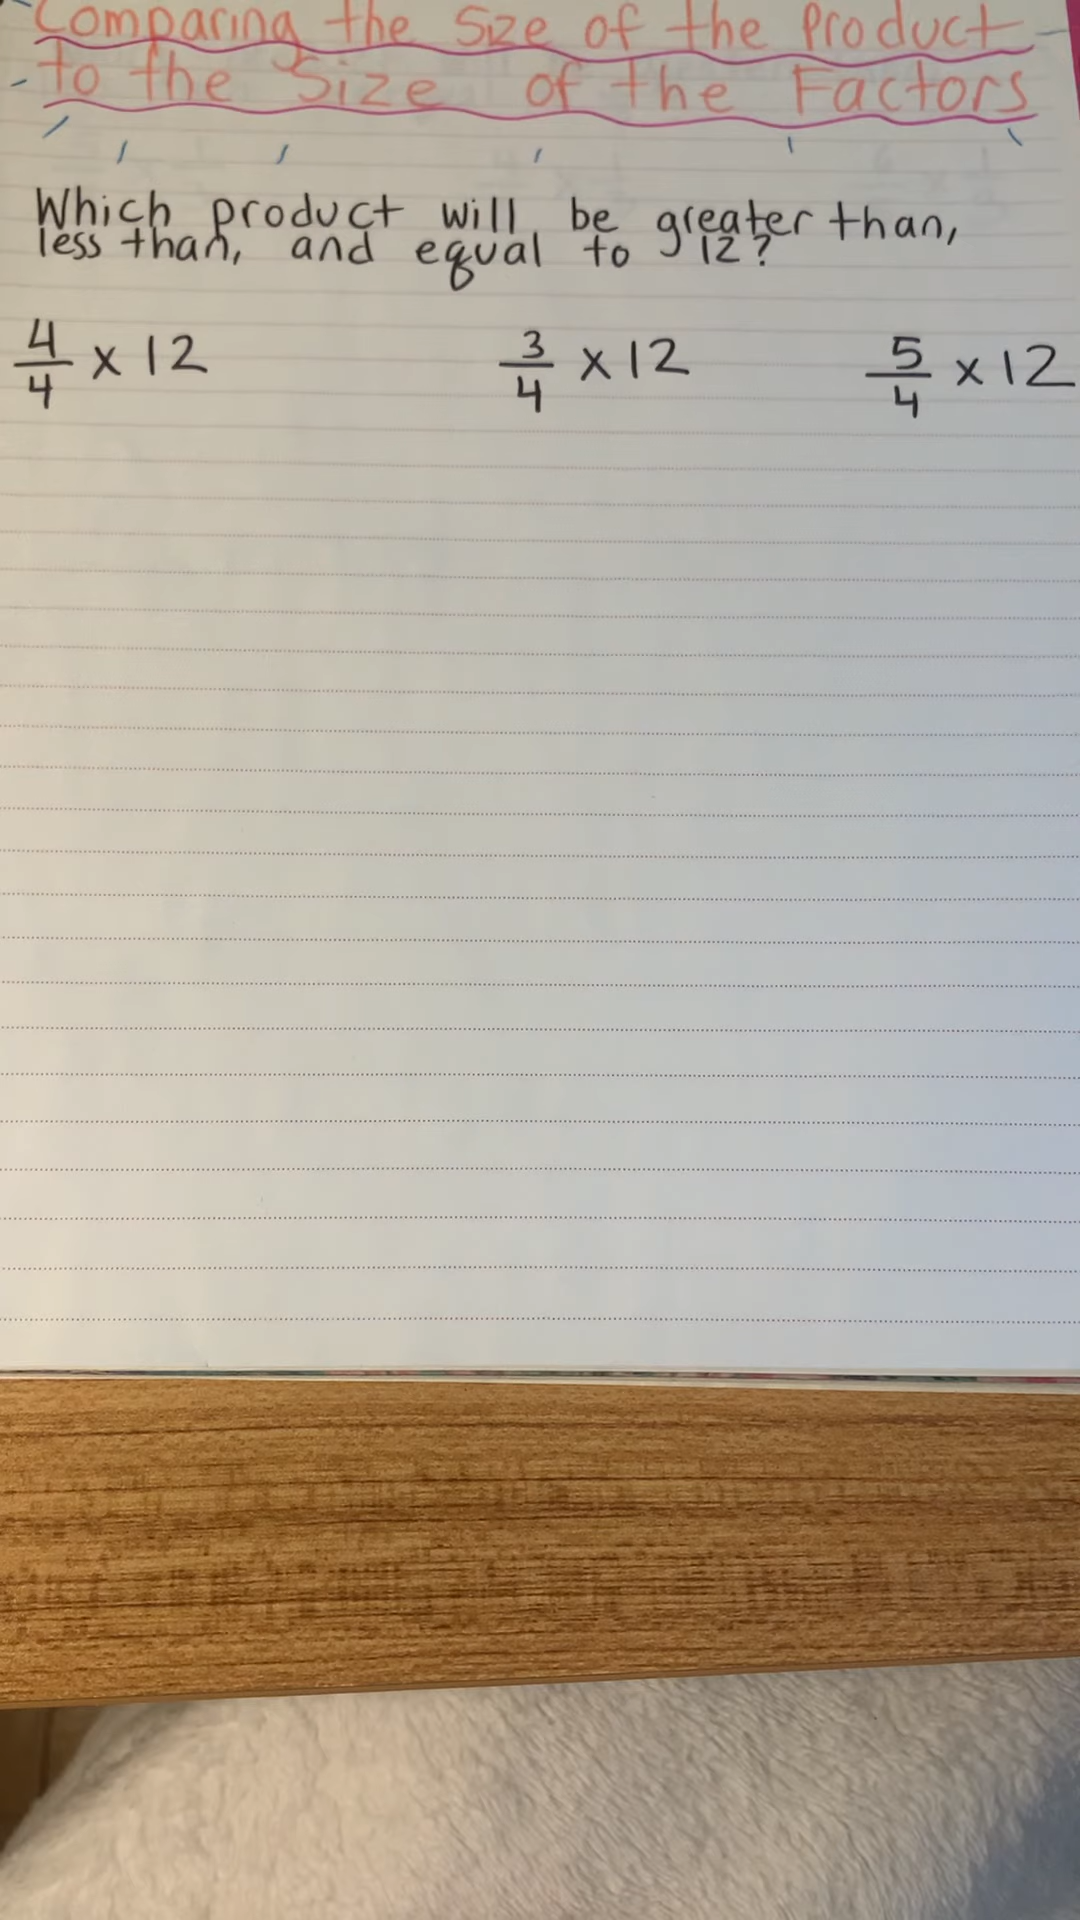 Comparing the Size of the Product
to the Size of the Factors
Which product will be greater than,
less than, and equal to 12?
4/4 x 12 3/4 x 12 5/4 x 12